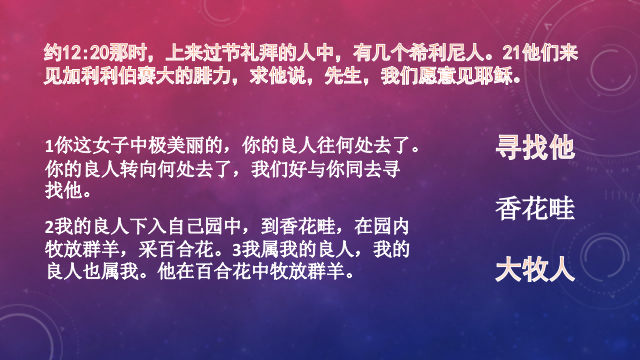 约12:20那时，上来过节礼拜的人中，有几个希利尼人。21他们来
见加利利伯赛大的腓力，求他说，先生，我们愿意见耶稣。
1你这女子中极美丽的，你的良人往何处去了。
你的良人转向何处去了，我们好与你同去寻
找他。
2我的良人下入自己园中，到香花畦，在园内
牧放群羊，采百合花。3我属我的良人，我的
良人也属我。他在百合花中牧放群羊。
寻找他
香花畦
大牧人